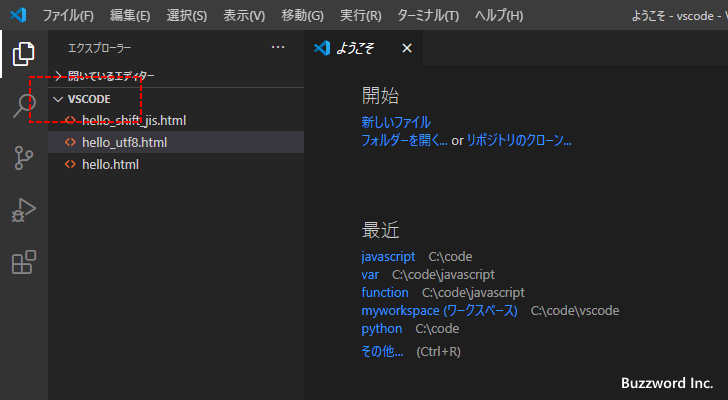 ファイル(F) 編集(E) 選択(S) 表示(V) 移動(G) 実行(R) ターミナル(T) ヘルプ(H) ようこそ - vscode - V
エクスプローラー ...
開いているエディター
VSCODE
hello_shift_jis.html
hello_utf8.html
hello.html
ようこそ
開始
新しいファイル
フォルダーを開く... or リポジトリのクローン...
最近
javascript C:\code
var C:\code\javascript
function C:\code\javascript
myworkspace (ワークスペース) C:\code\vscode
python C:\code
その他... (Ctrl+R)
Buzzword Inc.